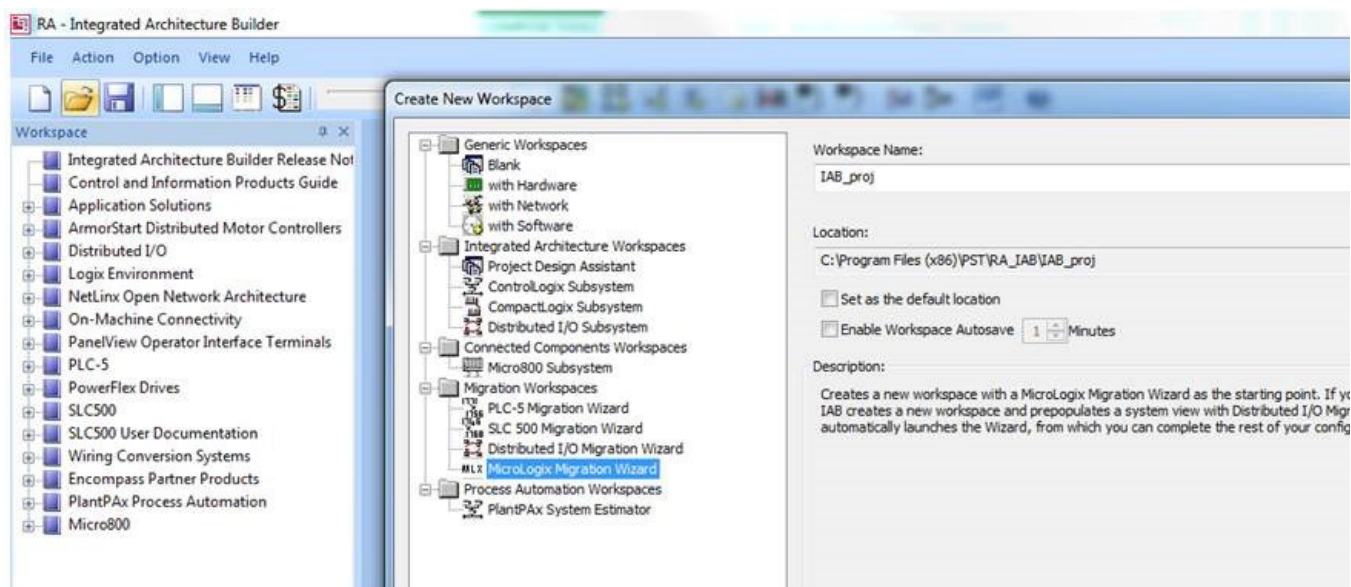 RA - Integrated Architecture Builder
File Action Option View Help
Create New Workspace
Workspace
Integrated Architecture Builder Release Not
Control and Information Products Guide
Application Solutions
ArmorStart Distributed Motor Controllers
Distributed I/O
Logix Environment
NetLinx Open Network Architecture
On-Machine Connectivity
PanelView Operator Interface Terminals
PLC-5
PowerFlex Drives
SLC500
SLC500 User Documentation
Wiring Conversion Systems
Encompass Partner Products
PlantPAx Process Automation
Micro800
Generic Workspaces
Blank
with Hardware
with Network
with Software
Integrated Architecture Workspaces
Project Design Assistant
ControlLogix Subsystem
CompactLogix Subsystem
Distributed I/O Subsystem
Connected Components Workspaces
Micro800 Subsystem
Migration Workspaces
PLC-5 Migration Wizard
SLC 500 Migration Wizard
Distributed I/O Migration Wizard
MLX MicroLogix Migration Wizard
Process Automation Workspaces
PlantPAx System Estimator
Workspace Name:
IAB_proj
Location:
C:\Program Files (x86)\PST\RA_IAB\IAB_proj
Set as the default location
Enable Workspace Autosave 1 Minutes
Description:
Creates a new workspace with a MicroLogix Migration Wizard as the starting point. If yo
IAB creates a new workspace and prepopulates a system view with Distributed I/O Migr
automatically launches the Wizard, from which you can complete the rest of your config